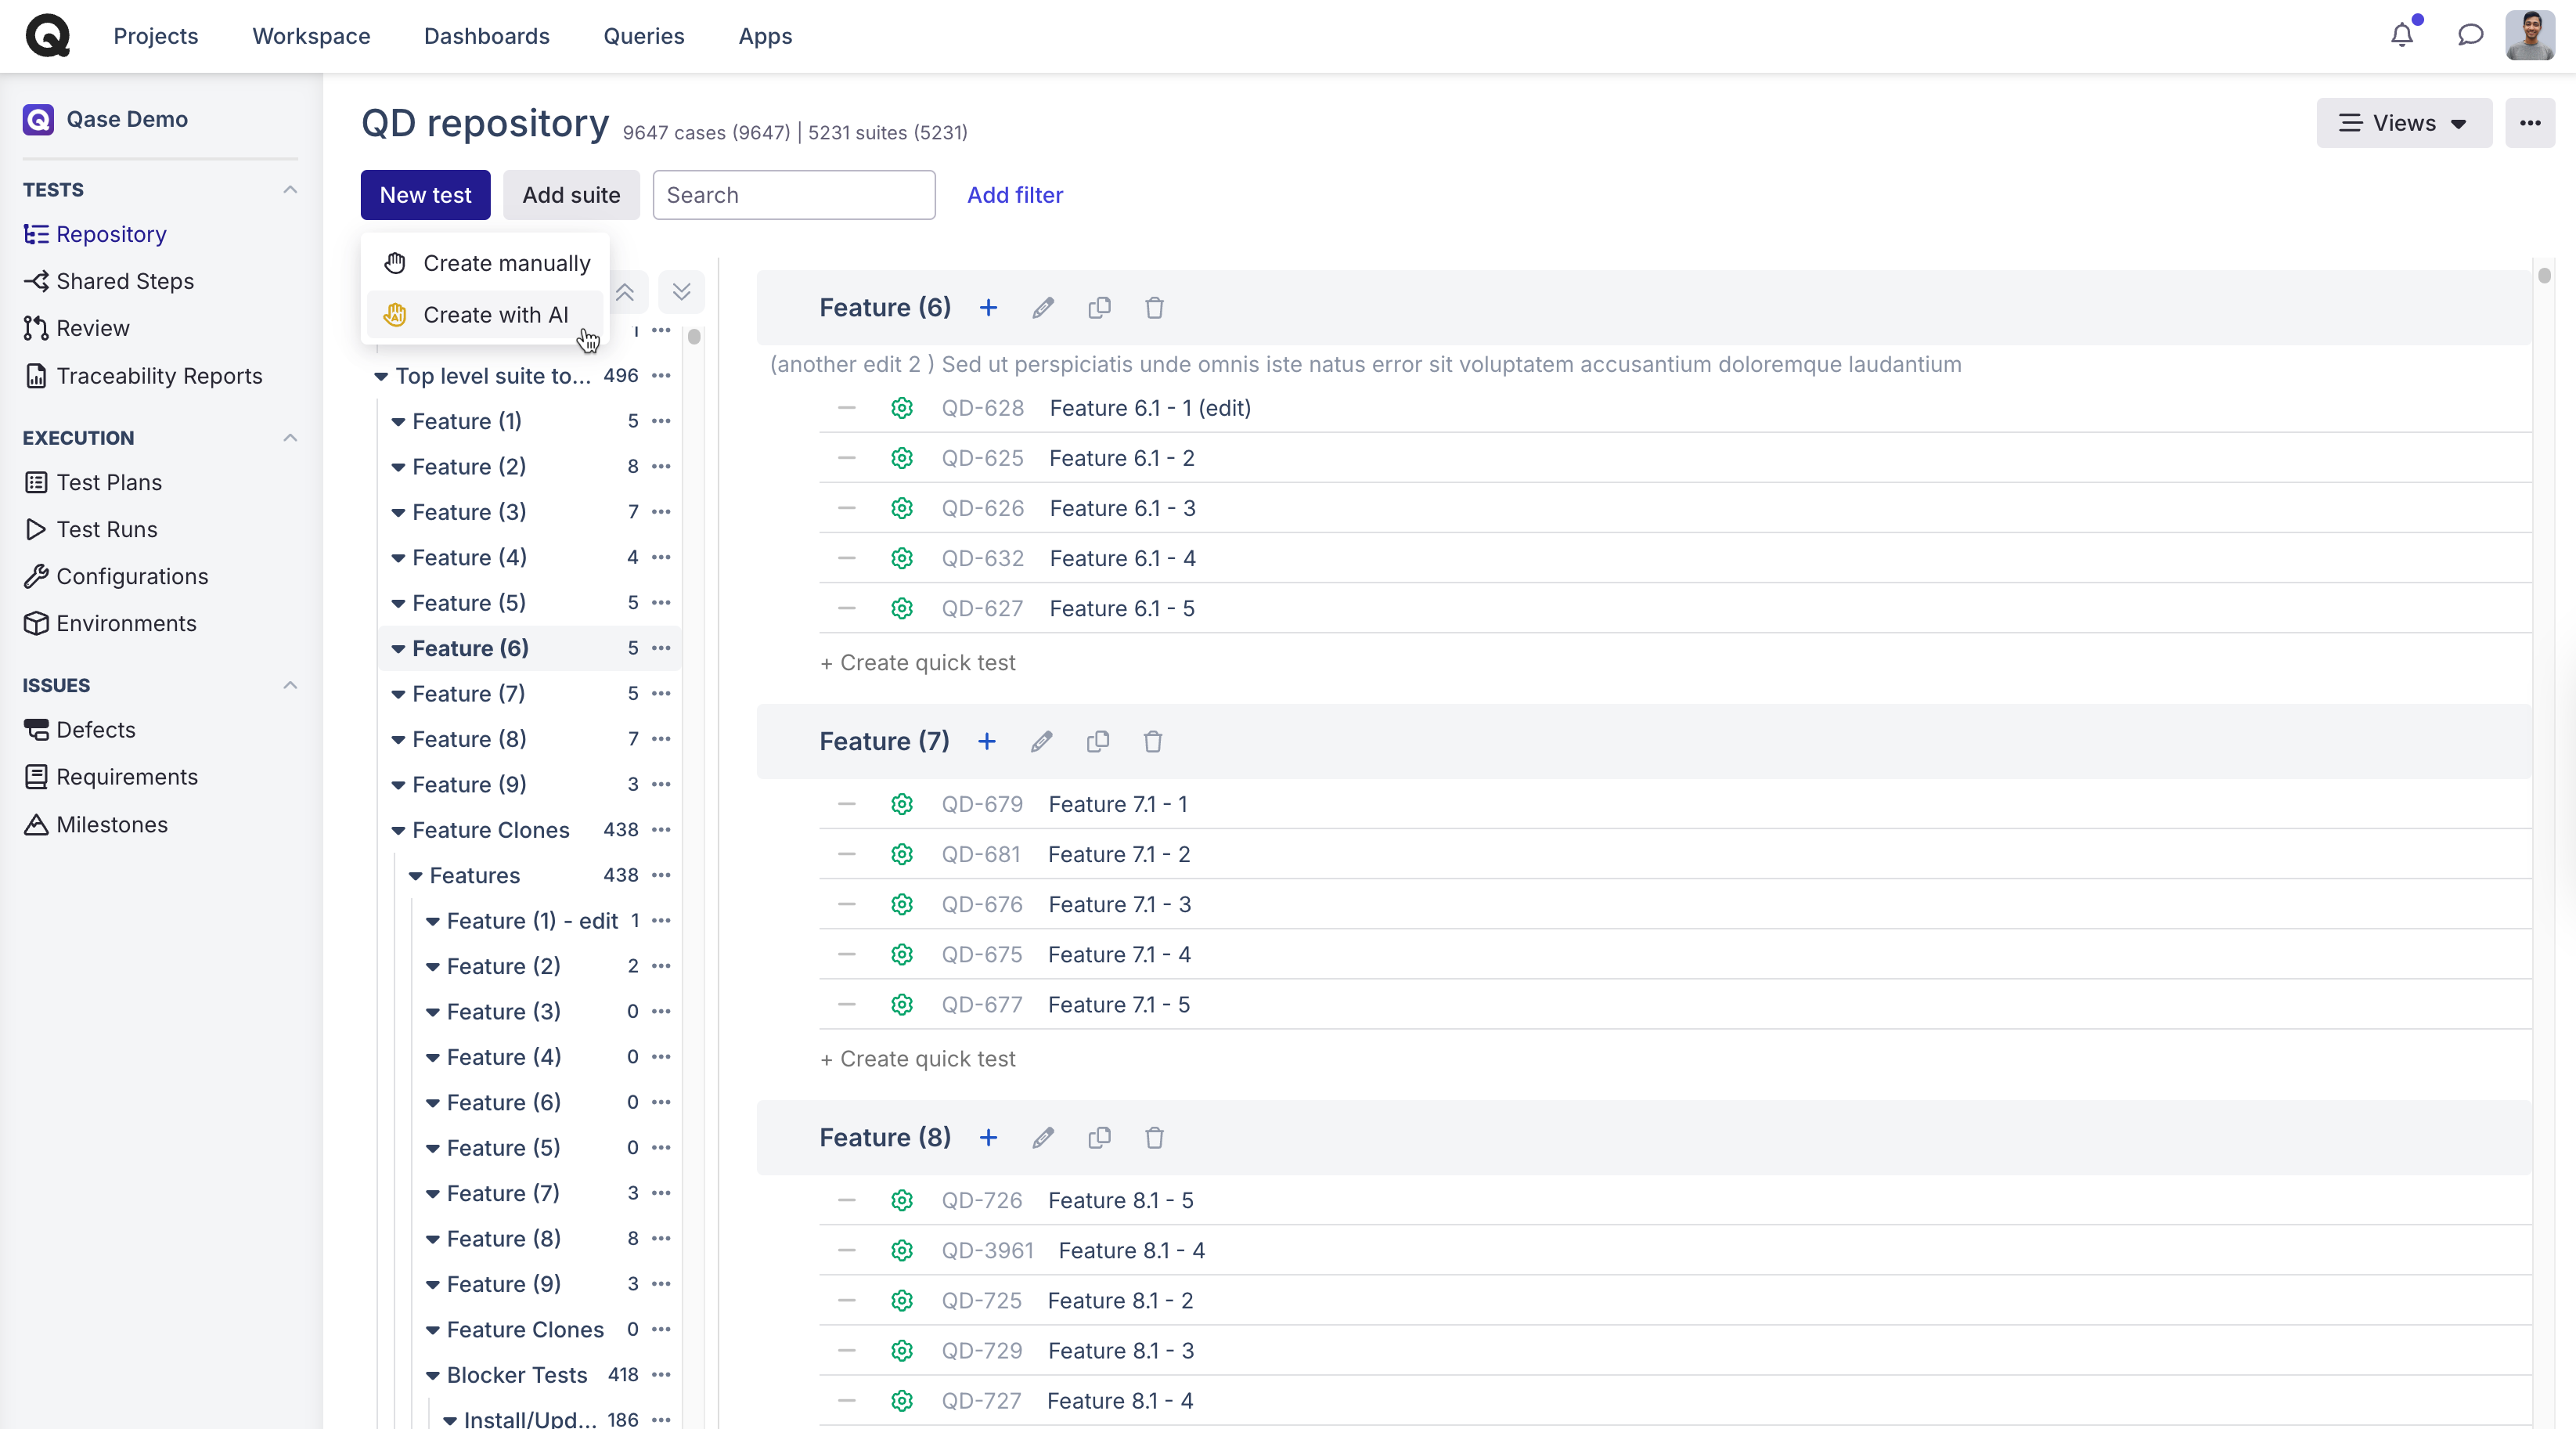 Projects Workspace Dashboards Queries Apps
Qase Demo
TESTS
Repository
Shared Steps
Review
Traceability Reports
EXECUTION
Test Plans
Test Runs
Configurations
Environments
ISSUES
Defects
Requirements
Milestones
QD repository 9647 cases (9647) | 5231 suites (5231)
Views
New test Add suite Search Add filter
Create manually
Create with AI
Top level suite to... 496
Feature (1) 5
Feature (2) 8
Feature (3) 7
Feature (4) 4
Feature (5) 5
Feature (6) 5
Feature (7) 5
Feature (8) 7
Feature (9) 3
Feature Clones 438
Features 438
Feature (1) - edit 1
Feature (2) 2
Feature (3) 0
Feature (4) 0
Feature (6) 0
Feature (5) 0
Feature (7) 3
Feature (8) 8
Feature (9) 3
Feature Clones 0
Blocker Tests 418
Install/Upd... 186
Feature (6)
(another edit 2 ) Sed ut perspiciatis unde omnis iste natus error sit voluptatem accusantium doloremque laudantium
QD-628 Feature 6.1 - 1 (edit)
QD-625 Feature 6.1 - 2
QD-626 Feature 6.1 - 3
QD-632 Feature 6.1 - 4
QD-627 Feature 6.1 - 5
+ Create quick test
Feature (7)
QD-679 Feature 7.1 - 1
QD-681 Feature 7.1 - 2
QD-676 Feature 7.1 - 3
QD-675 Feature 7.1 - 4
QD-677 Feature 7.1 - 5
+ Create quick test
Feature (8)
QD-726 Feature 8.1 - 5
QD-3961 Feature 8.1 - 4
QD-725 Feature 8.1 - 2
QD-729 Feature 8.1 - 3
QD-727 Feature 8.1 - 4